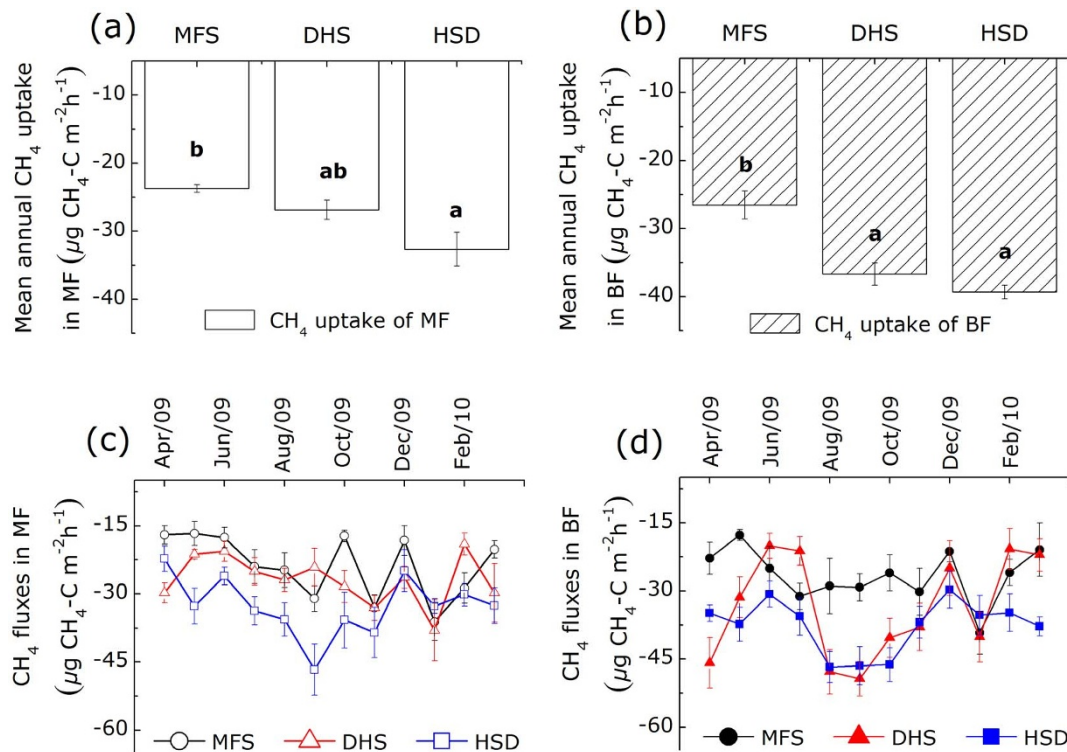 (a)
MFS DHS HSD
Mean annual CH₄ uptake
in MF (µg CH₄-C m⁻²h⁻¹)
-10
-20
-30
-40
b
ab
a
CH₄ uptake of MF
(b)
MFS DHS HSD
Mean annual CH₄ uptake
in BF (µg CH₄-C m⁻²h⁻¹)
-10
-20
-30
-40
b
a
a
CH₄ uptake of BF
(c)
Apr/09
Jun/09
Aug/09
Oct/09
Dec/09
Feb/10
CH₄ fluxes in MF
(µg CH₄-C m⁻²h⁻¹)
-15
-30
-45
-60
MFS DHS HSD
(d)
Apr/09
Jun/09
Aug/09
Oct/09
Dec/09
Feb/10
CH₄ fluxes in BF
(µg CH₄-C m⁻²h⁻¹)
-15
-30
-45
-60
MFS DHS HSD